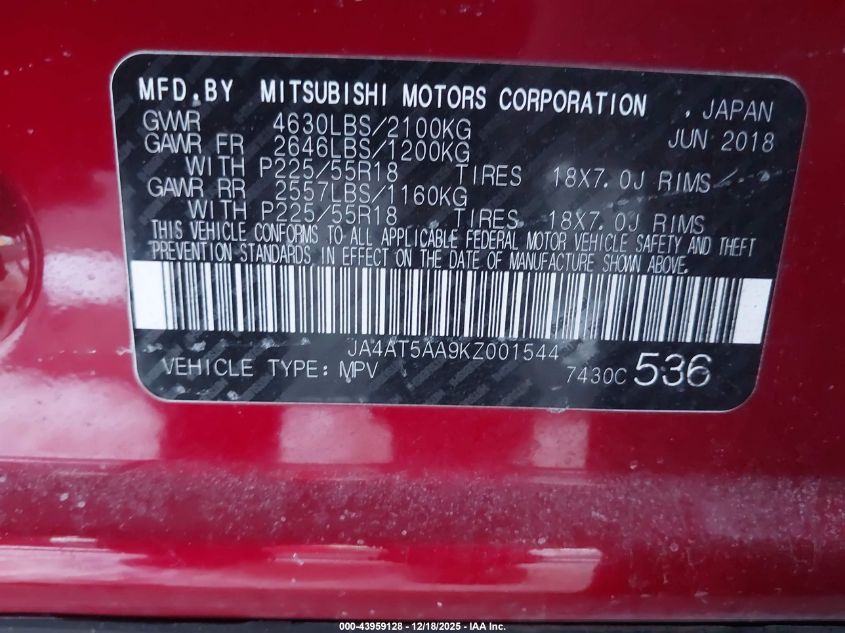 MFD.BY MITSUBISHI MOTORS CORPORATION . JAPAN
GVWR 4630LBS/2100KG JUN 2018
GAWR FR 2646LBS/1200KG
WITH P225/55R18 TIRES 18X7.0J RIMS
GAWR RR 2557LBS/1160KG
WITH P225/55R18 TIRES 18X7.0J RIMS
THIS VEHICLE CONFORMS TO ALL APPLICABLE FEDERAL MOTOR VEHICLE SAFETY AND THEFT
PREVENTION STANDARDS IN EFFECT ON THE DATE OF MANUFACTURE SHOWN ABOVE.
JA4AT5AA9KZ001544
VEHICLE TYPE: MPV 7430C 536
000-43959128 - 12/18/2025 - IAA Inc.